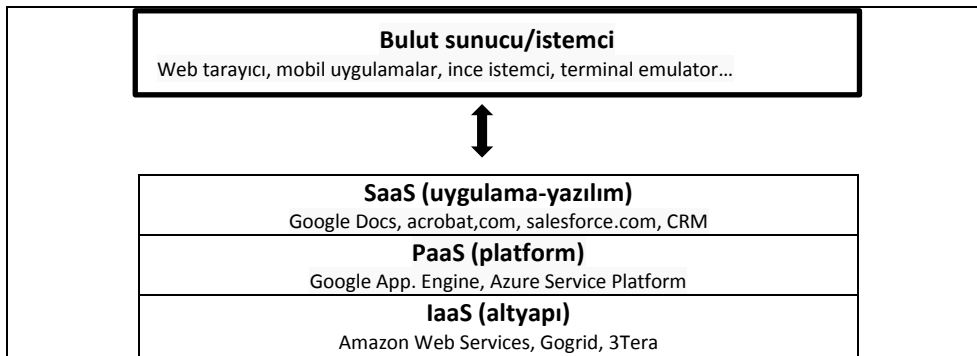 Bulut sunucu/istemci
Web tarayıcı, mobil uygulamalar, ince istemci, terminal emulator…
SaaS (uygulama-yazılım)
Google Docs, acrobat,com, salesforce.com, CRM
PaaS (platform)
Google App. Engine, Azure Service Platform
IaaS (altyapı)
Amazon Web Services, Gogrid, 3Tera